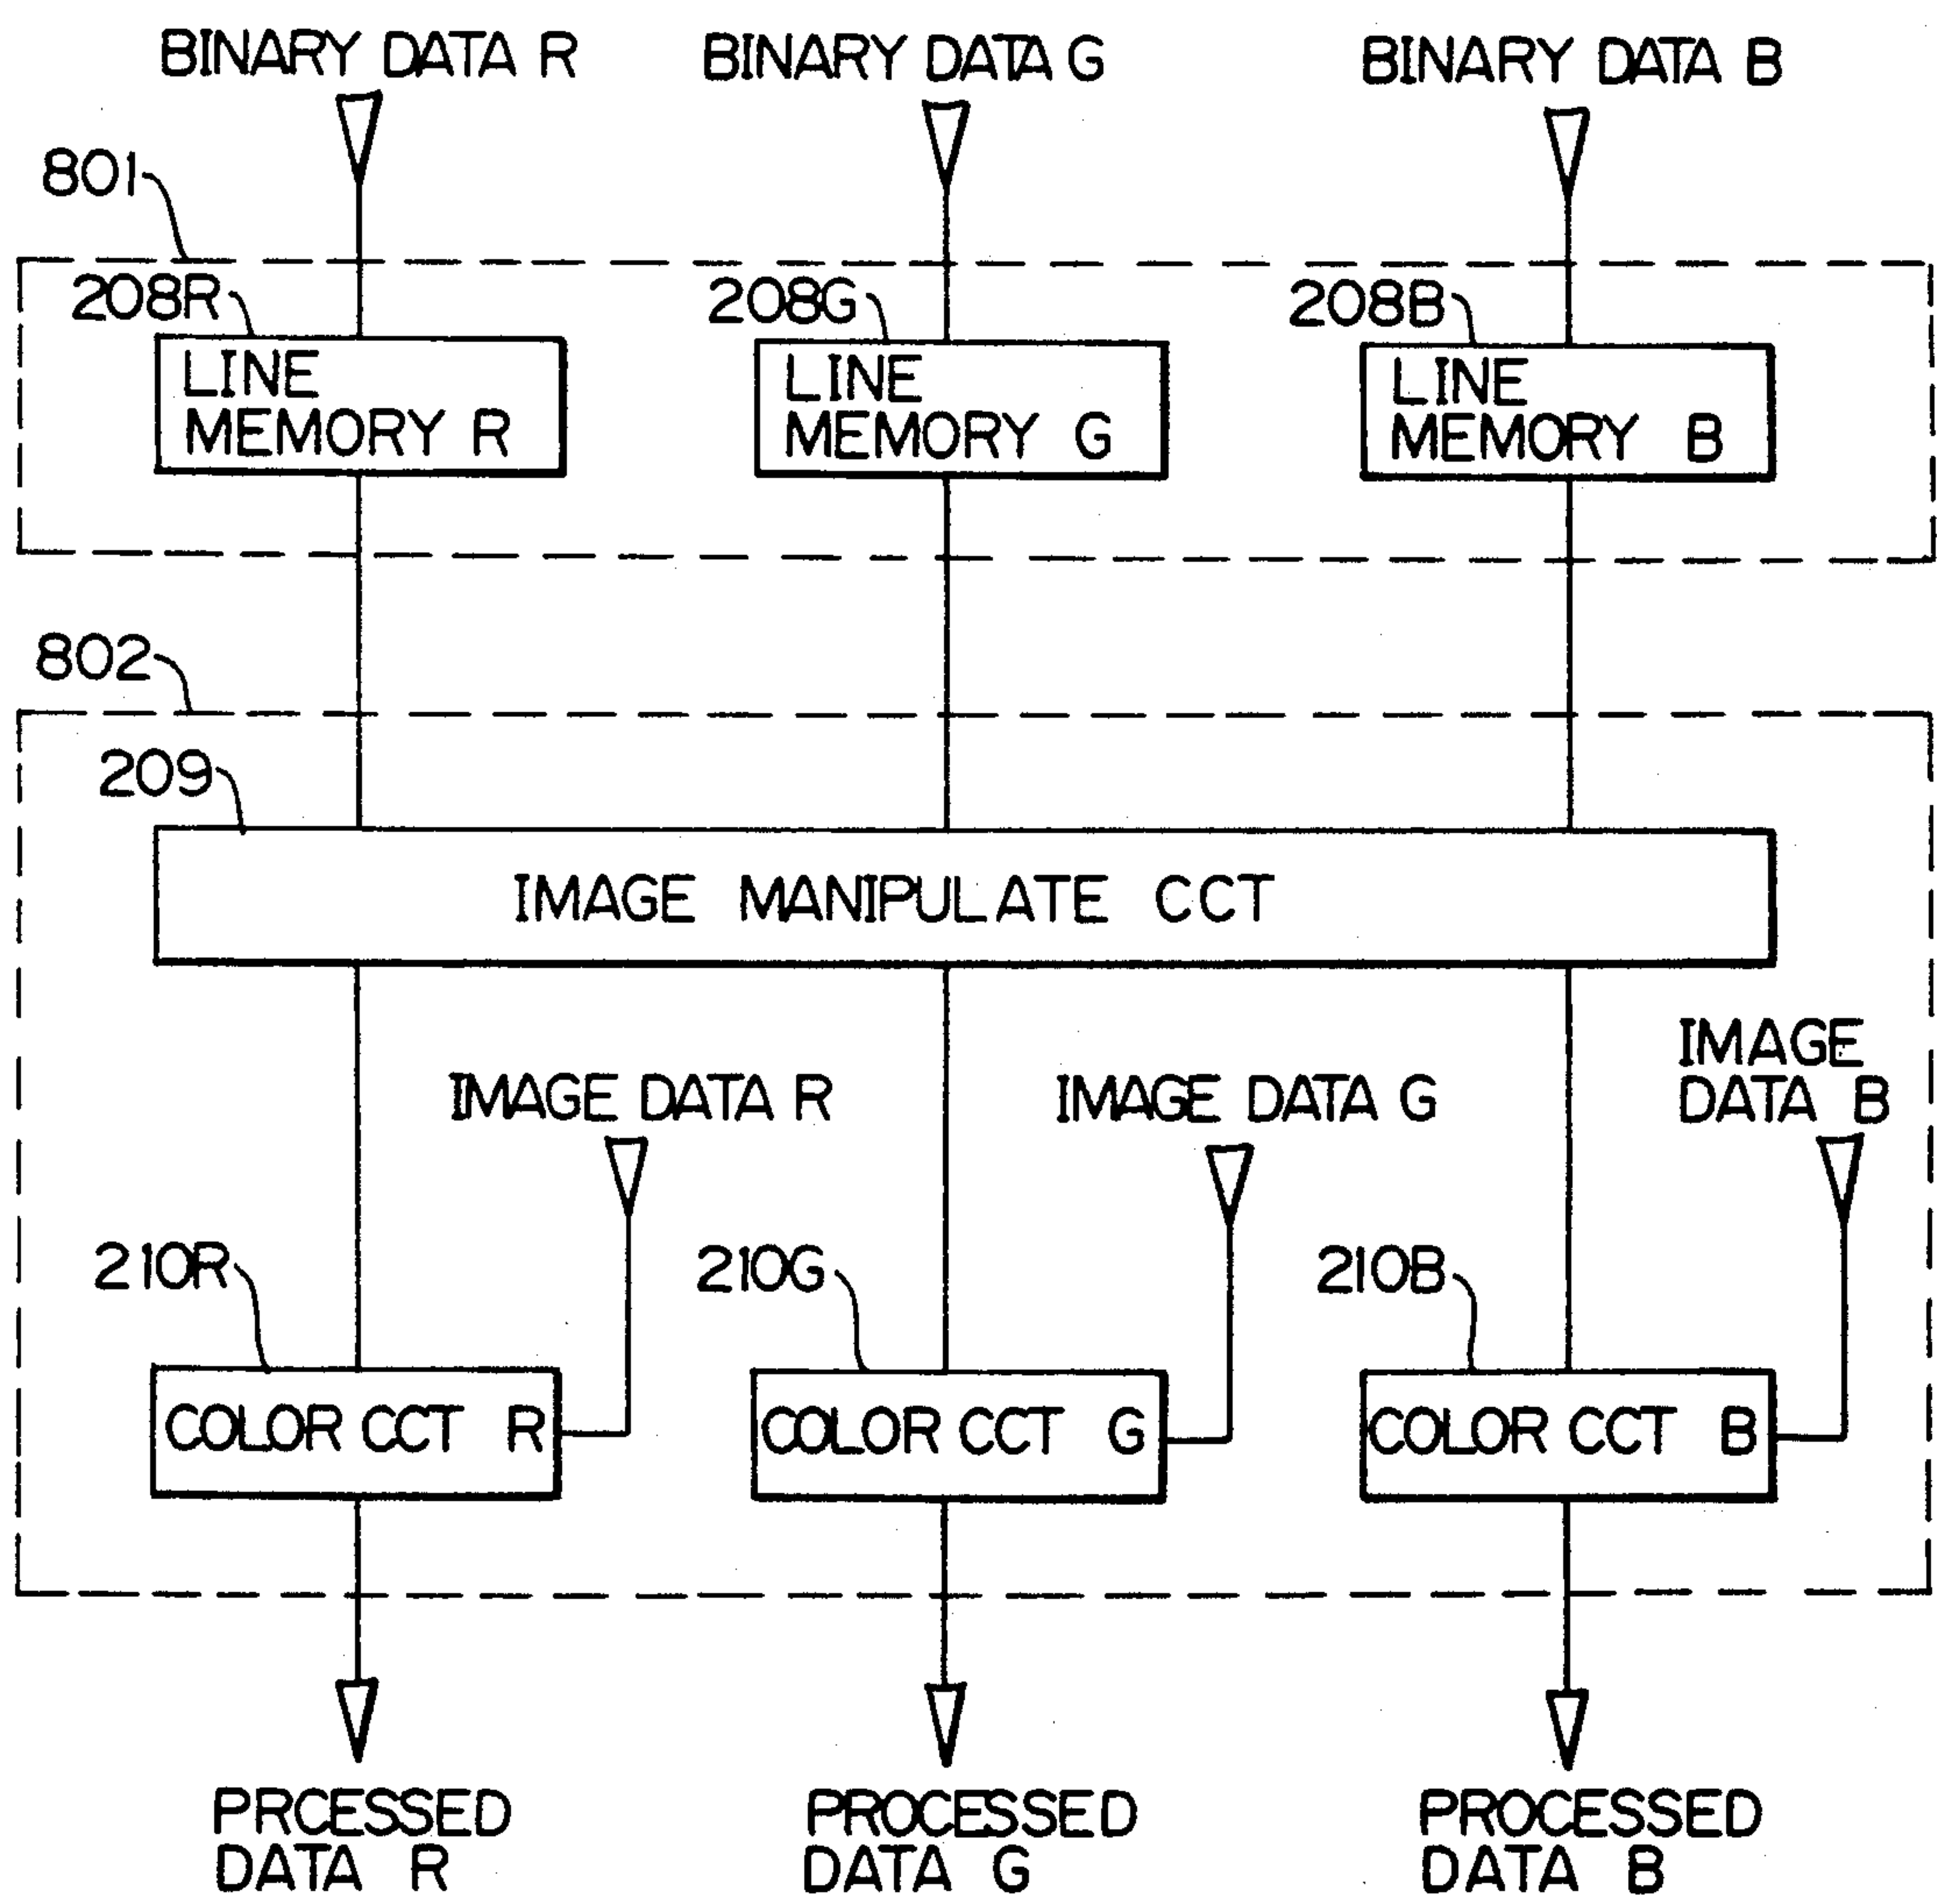 BINARY DATA R
BINARY DATA G
BINARY DATA B
801
208R
208G
208B
LINE
MEMORY R
LINE
MEMORY G
LINE
MEMORY B
802
209
IMAGE MANIPULATE CCT
IMAGE DATA R
IMAGE DATA G
IMAGE
DATA B
210R
210G
210B
COLOR CCT R
COLOR CCT G
COLOR CCT B
PRCESSED
DATA R
PROCESSED
DATA G
PROCESSED
DATA B